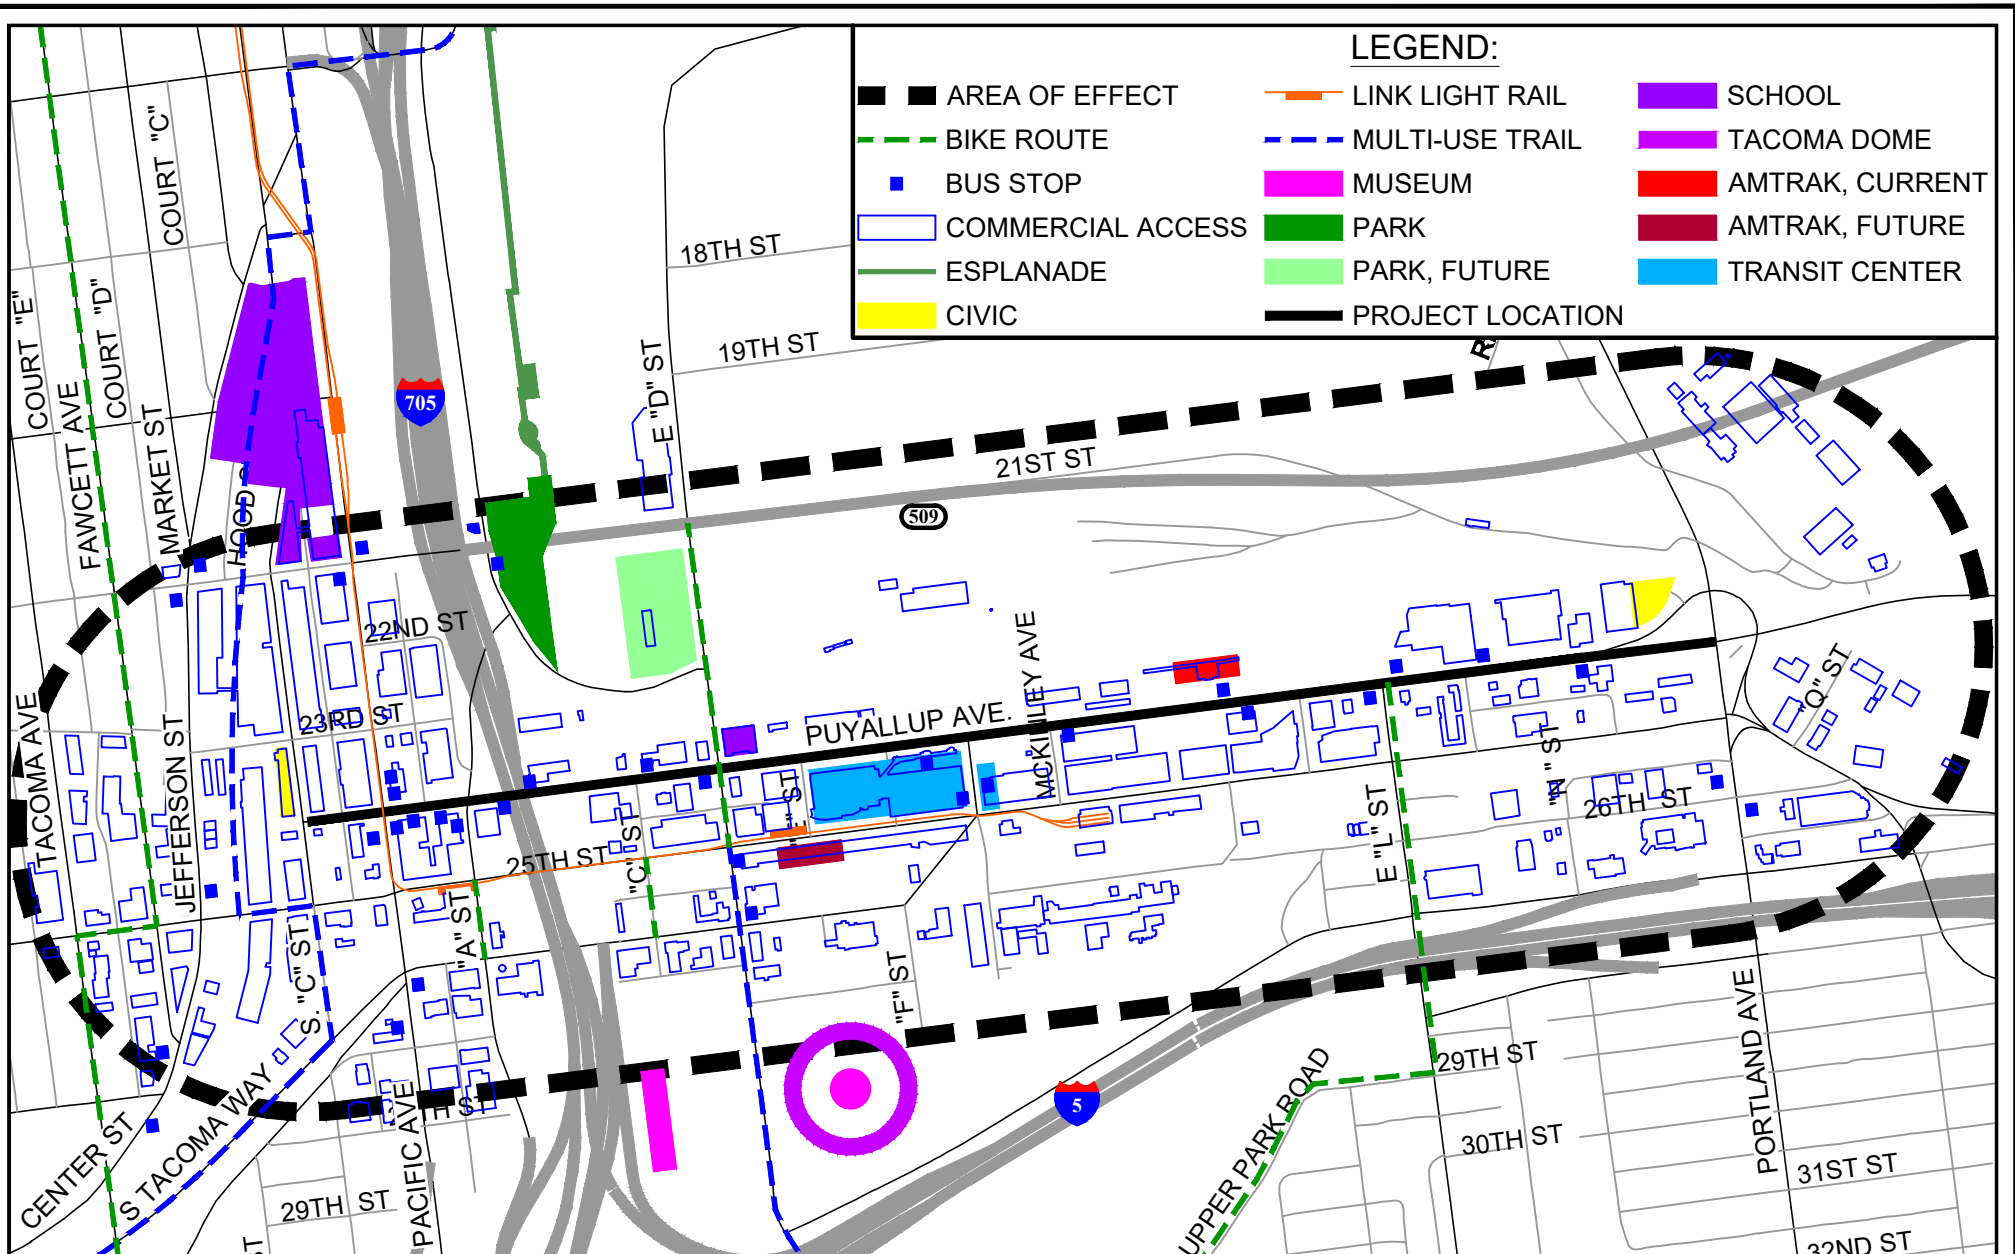 LEGEND:
AREA OF EFFECT
BIKE ROUTE
BUS STOP
COMMERCIAL ACCESS
ESPLANADE
CIVIC
LINK LIGHT RAIL
MULTI-USE TRAIL
MUSEUM
PARK
PARK, FUTURE
PROJECT LOCATION
SCHOOL
TACOMA DOME
AMTRAK, CURRENT
AMTRAK, FUTURE
TRANSIT CENTER
COURT "C"
18TH ST
COURT "E"
COURT "D"
19TH ST
E "D" ST
FAWCETT AVE
MARKET ST
705
21ST ST
509
22ND ST
23RD ST
TACOMA AVE
JEFFERSON ST
PUYALLUP AVE.
MCKINLEY AVE
"Q" ST
"N" ST
26TH ST
25TH ST
"C" ST
"E" ST
E "L" ST
"A" ST
S. "C" ST
"F" ST
PORTLAND AVE
S TACOMA WAY
CENTER ST
PACIFIC AVE
5
29TH ST
UPPER PARK ROAD
30TH ST
31ST ST
29TH ST
32ND ST